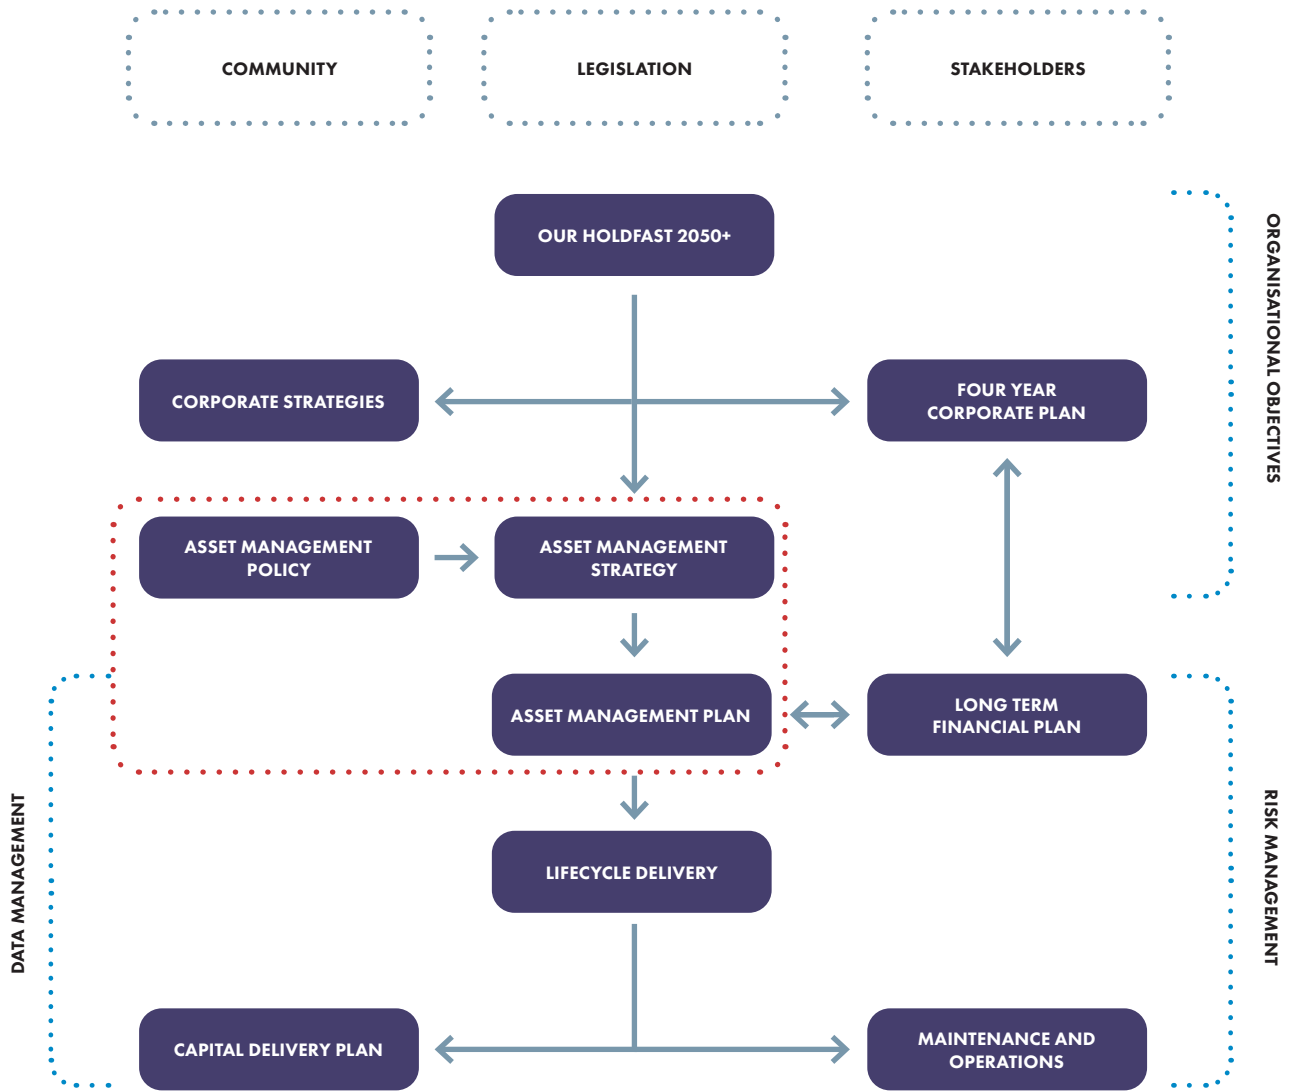 COMMUNITY
LEGISLATION
STAKEHOLDERS
OUR HOLDFAST 2050+
ORGANISATIONAL OBJECTIVES
CORPORATE STRATEGIES
FOUR YEAR
CORPORATE PLAN
ASSET MANAGEMENT
POLICY
ASSET MANAGEMENT
STRATEGY
ASSET MANAGEMENT PLAN
LONG TERM
FINANCIAL PLAN
DATA MANAGEMENT
RISK MANAGEMENT
LIFECYCLE DELIVERY
CAPITAL DELIVERY PLAN
MAINTENANCE AND
OPERATIONS